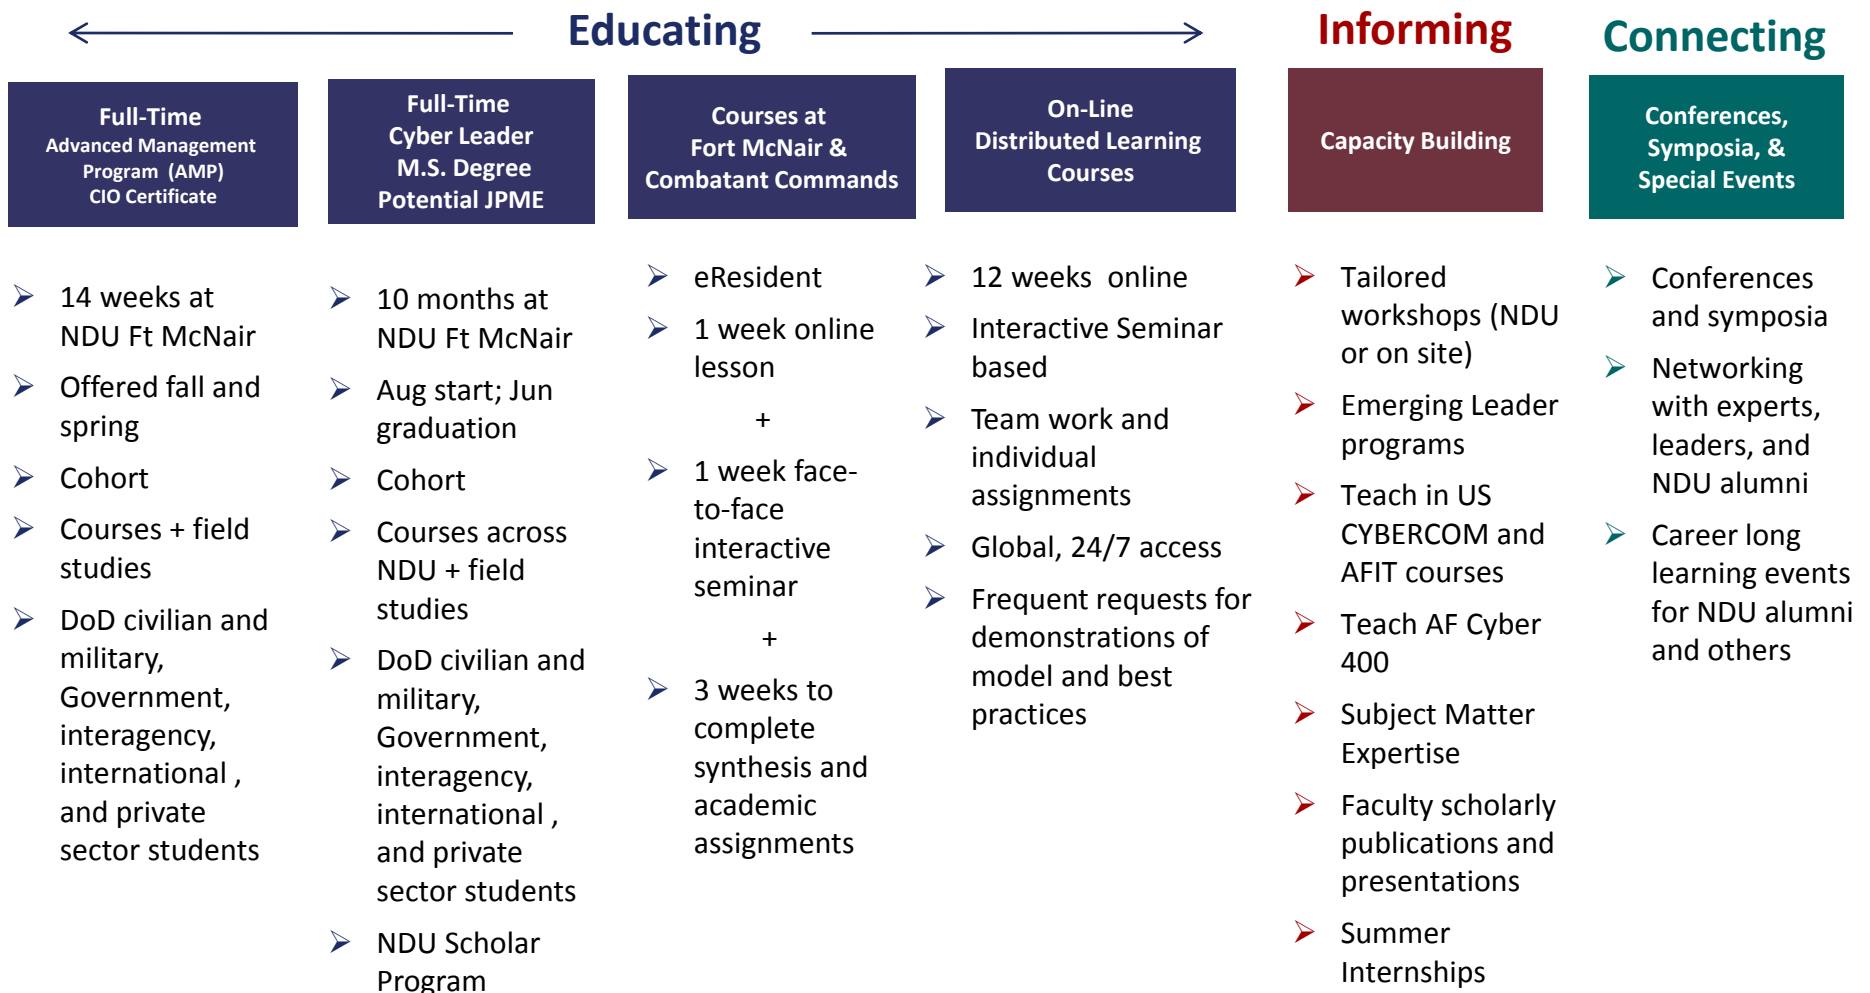 Educating
Informing
Connecting
Full-Time
Advanced Management
Program (AMP)
CIO Certificate
14 weeks at
NDU Ft McNair
Offered fall and
spring
Cohort
Courses + field
studies
DoD civilian and
military,
Government,
interagency,
international ,
and private
sector students
Full-Time
Cyber Leader
M.S. Degree
Potential JPME
10 months at
NDU Ft McNair
Aug start; Jun
graduation
Cohort
Courses across
NDU + field
studies
DoD civilian and
military,
Government,
interagency,
international ,
and private
sector students
NDU Scholar
Program
Courses at
Fort McNair &
Combatant Commands
eResident
1 week online
lesson
+
1 week face-
to-face
interactive
seminar
+
3 weeks to
complete
synthesis and
academic
assignments
On-Line
Distributed Learning
Courses
12 weeks online
Interactive Seminar
based
Team work and
individual
assignments
Global, 24/7 access
Frequent requests for
demonstrations of
model and best
practices
Capacity Building
Tailored
workshops (NDU
or on site)
Emerging Leader
programs
Teach in US
CYBERCOM and
AFIT courses
Teach AF Cyber
400
Subject Matter
Expertise
Faculty scholarly
publications and
presentations
Summer
Internships
Conferences,
Symposia, &
Special Events
Conferences
and symposia
Networking
with experts,
leaders, and
NDU alumni
Career long
learning events
for NDU alumni
and others